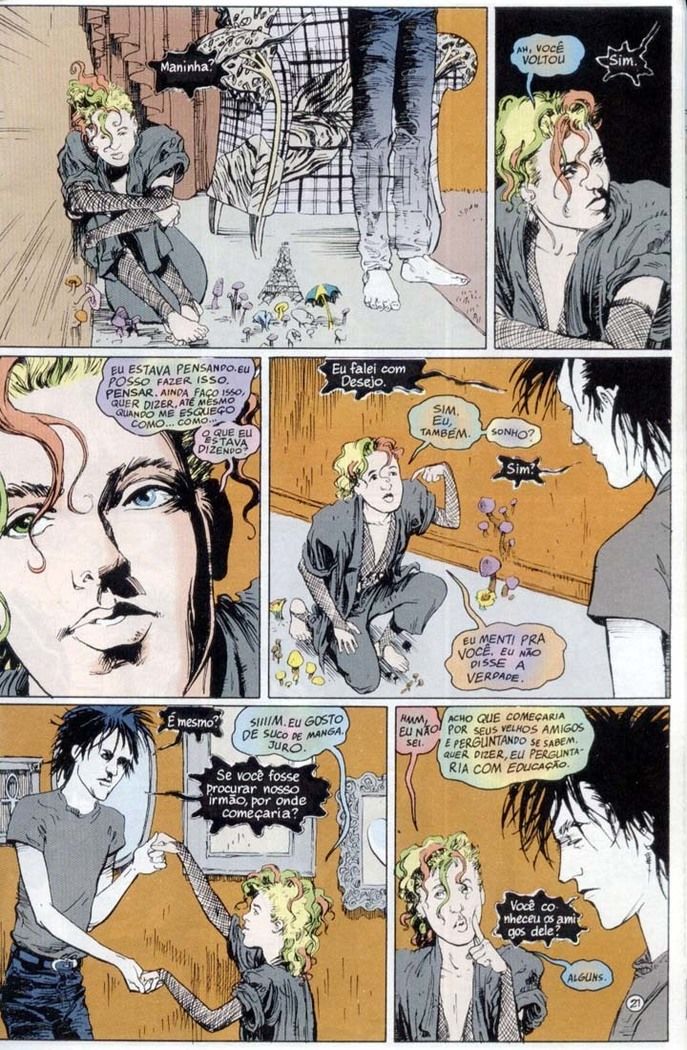 Maninha?
AH, VOCÊ
VOLTOU
Sim.
EU ESTAVA PENSANDO. EU
POSSO FAZER ISSO.
PENSAR. AINDA FAÇO ISSO,
QUER DIZER, ATÉ MESMO
QUANDO ME ESQUEÇO
COMO... COMO...
O QUE EU
ESTAVA
DIZENDO?
Eu falei com
Desejo.
SIM.
EU,
TAMBÉM.
SONHO?
Sim?
EU MENTI PRA
VOCÊ. EU NÃO
DISSE A
VERDADE.
É mesmo?
SIIIIM. EU GOSTO
DE SUCO DE MANGA.
JURO.
Se você fosse
procurar nosso
irmão, por onde
começaria?
HMM,
EU NÃO
SEI.
ACHO QUE COMEÇARIA
POR SEUS VELHOS AMIGOS
E PERGUNTANDO SE SABEM.
QUER DIZER, EU PERGUNTA-
RIA COM EDUCAÇÃO.
Você co-
nheceu os ami
gos dele?
ALGUNS.
21